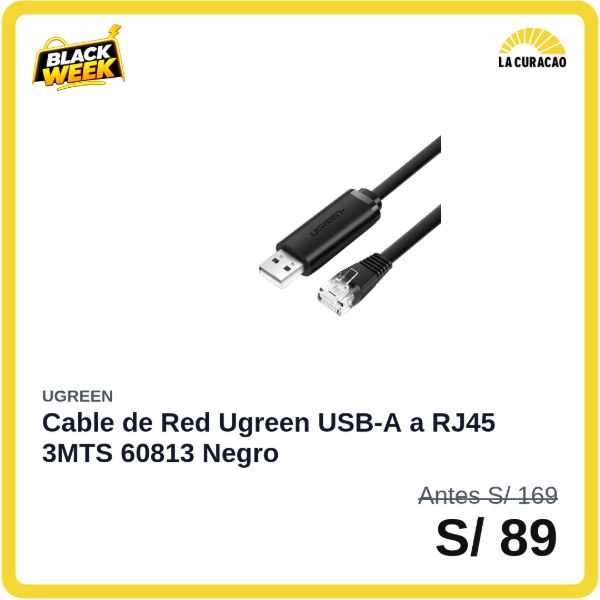 BLACK
WEEK
LA CURACAO
UGREEN
UGREEN
Cable de Red Ugreen USB-A a RJ45
3MTS 60813 Negro
Antes S/ 169
S/ 89